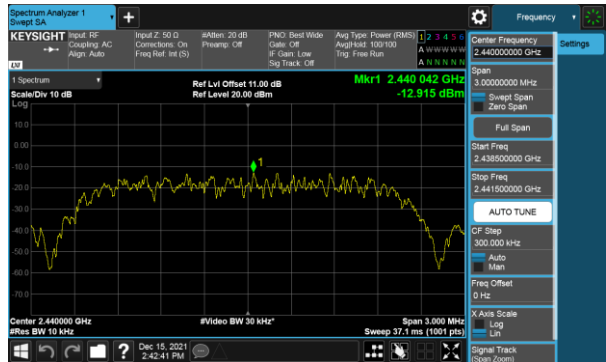 Spectrum Analyzer 1
Swept SA
+
Frequency
KEYSIGHT
Input: RF
Coupling: AC
Align: Auto
Input Z: 50 Ω
Corrections: On
Freq Ref: Int (S)
#Atten: 20 dB
Preamp: Off
PNO: Best Wide
Gate: Off
IF Gain: Low
Sig Track: Off
Avg Type: Power (RMS)
Avg|Hold: 100/100
Trig: Free Run
1 2 3 4 5 6
A W W W W W
A N N N N N
LXI
1 Spectrum
Scale/Div 10 dB
Log
Ref Lvl Offset 11.00 dB
Ref Level 20.00 dBm
Mkr1 2.440 042 GHz
-12.915 dBm
10.0
0.00
-10.0
-20.0
-30.0
-40.0
-50.0
-60.0
-70.0
1
Center 2.440000 GHz
#Res BW 10 kHz
#Video BW 30 kHz*
Span 3.000 MHz
Sweep 37.1 ms (1001 pts)
Dec 15, 2021
2:42:41 PM
?
Center Frequency
2.440000000 GHz
Span
3.00000000 MHz
Swept Span
Zero Span
Full Span
Start Freq
2.438500000 GHz
Stop Freq
2.441500000 GHz
AUTO TUNE
CF Step
300.000 kHz
Auto
Man
Freq Offset
0 Hz
X Axis Scale
Log
Lin
Signal Track
(Span Zoom)
Settings